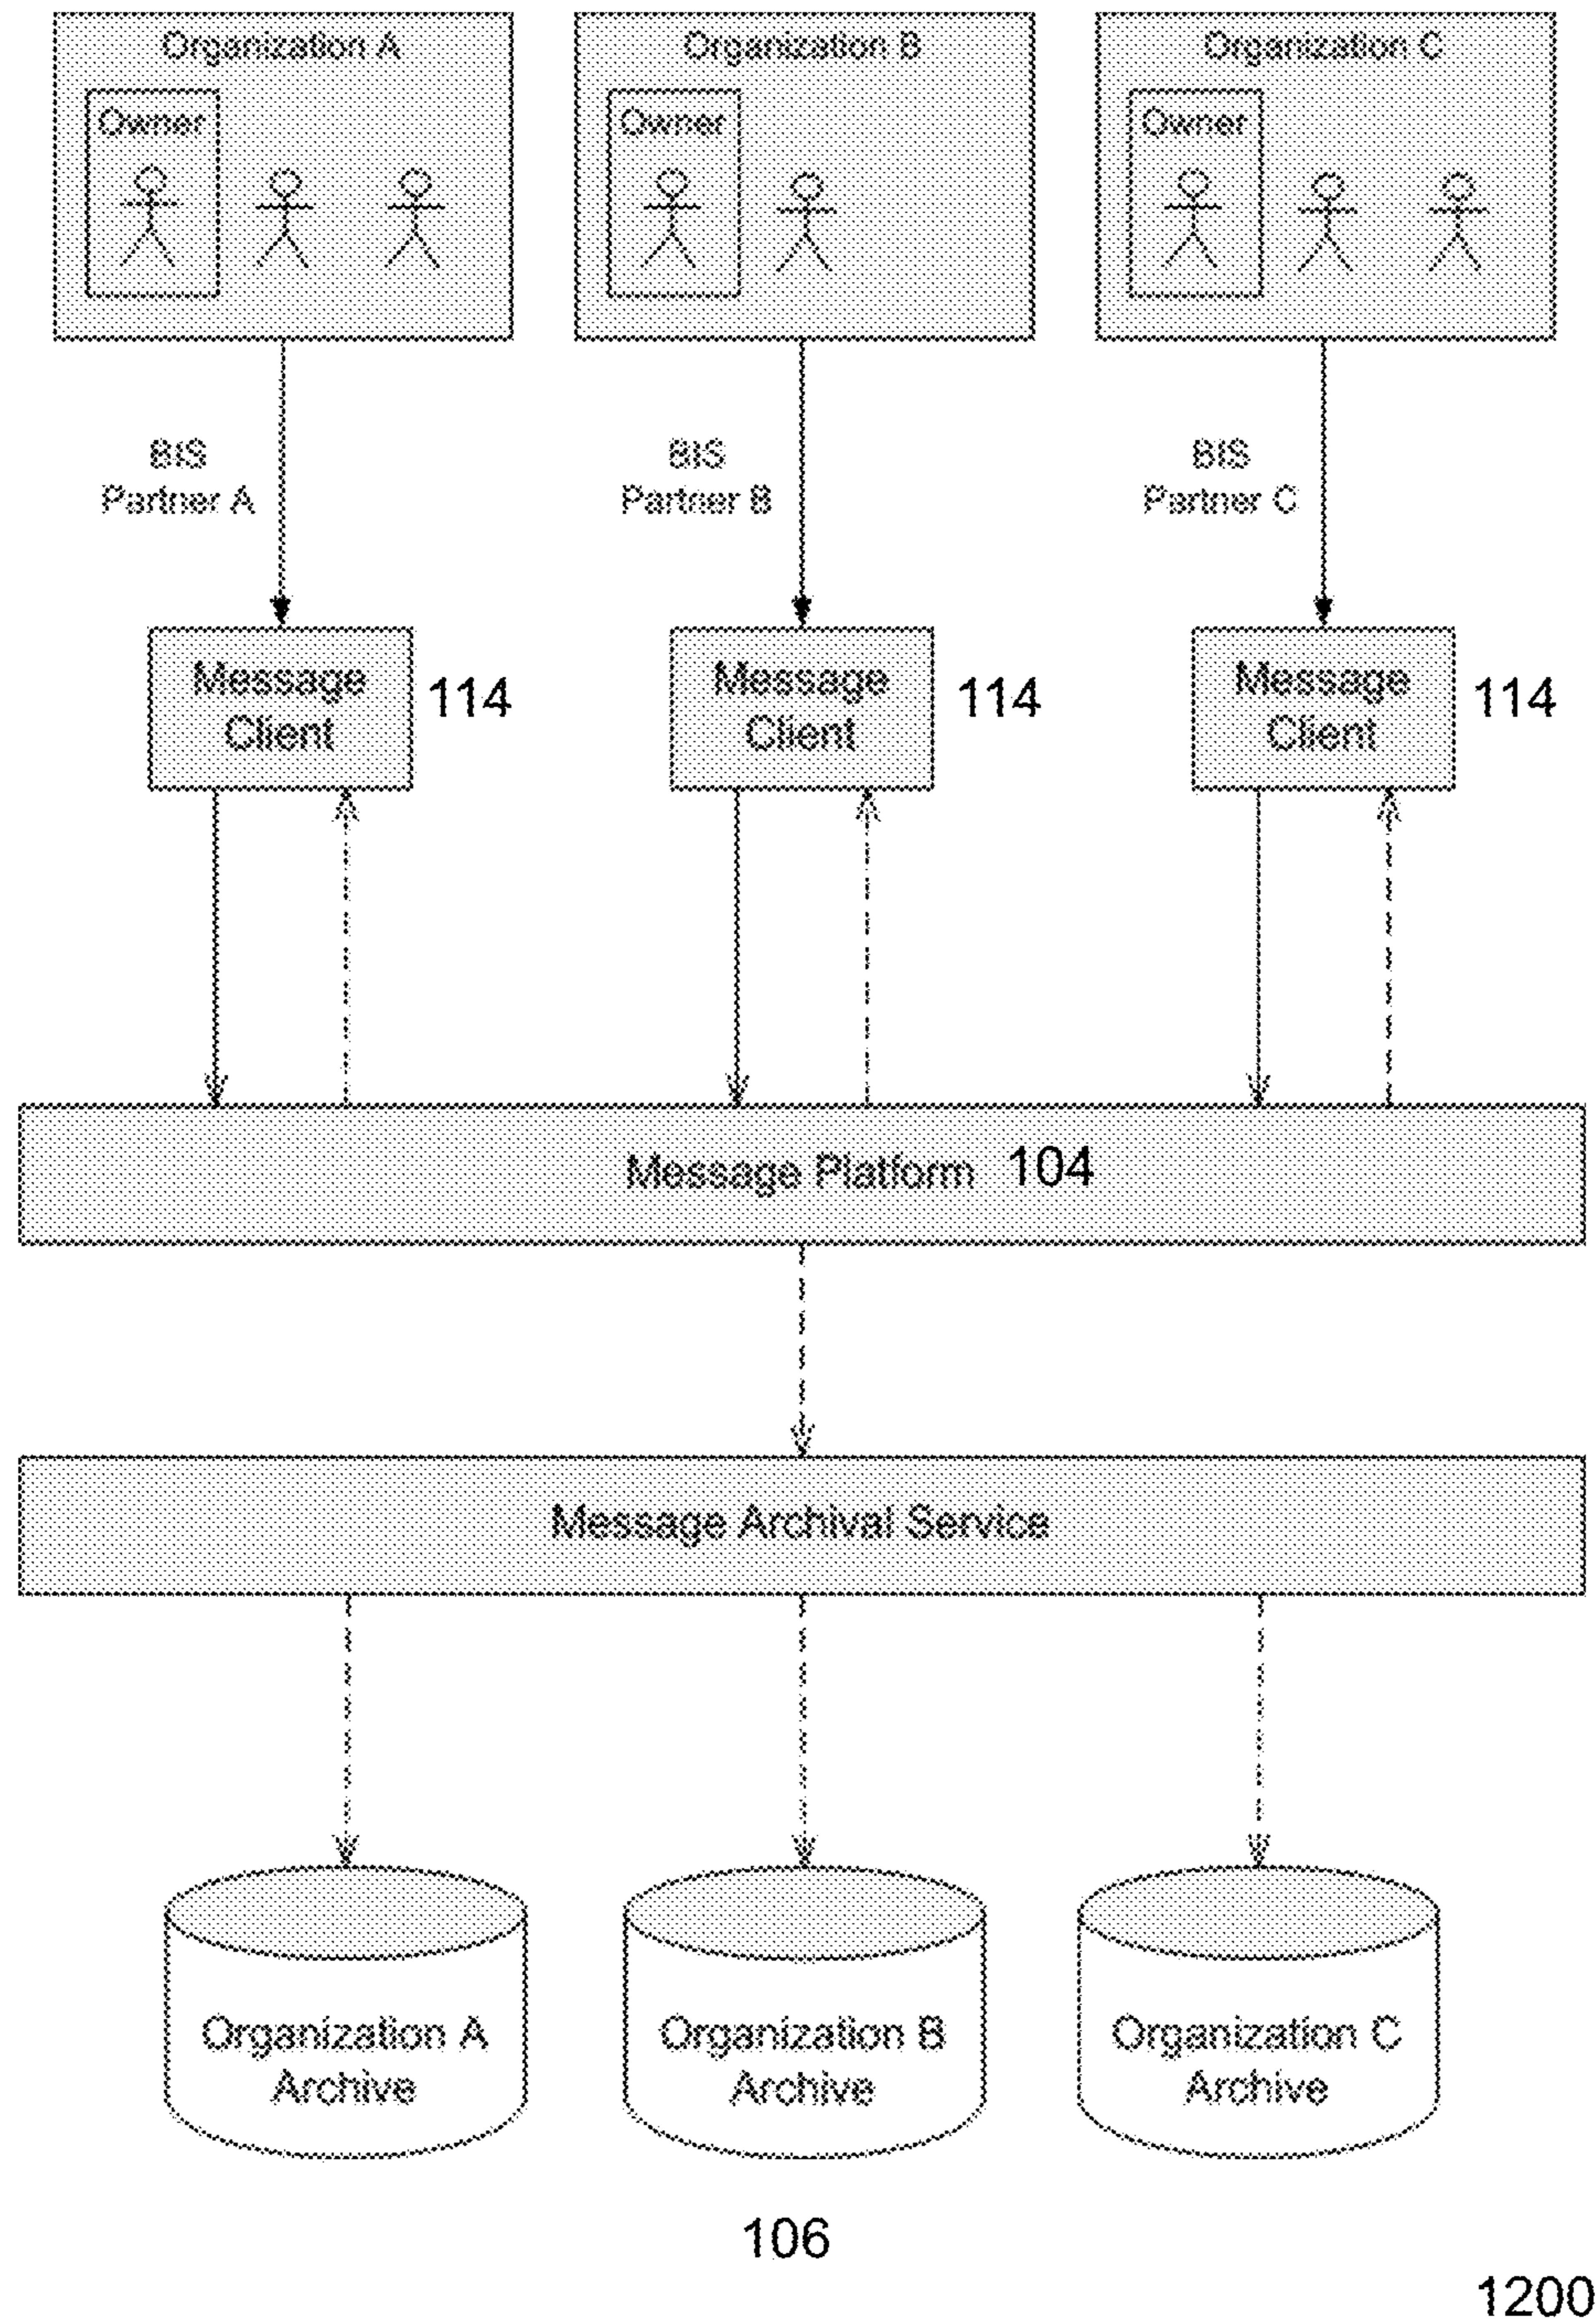 Organization A
Organization B
Organization C
Owner
Owner
Owner
BIS
Partner A
BIS
Partner B
BIS
Partner C
Message
Client
114
Message
Client
114
Message
Client
114
Message Platform 104
Message Archival Service
Organization A
Archive
Organization B
Archive
Organization C
Archive
106
1200